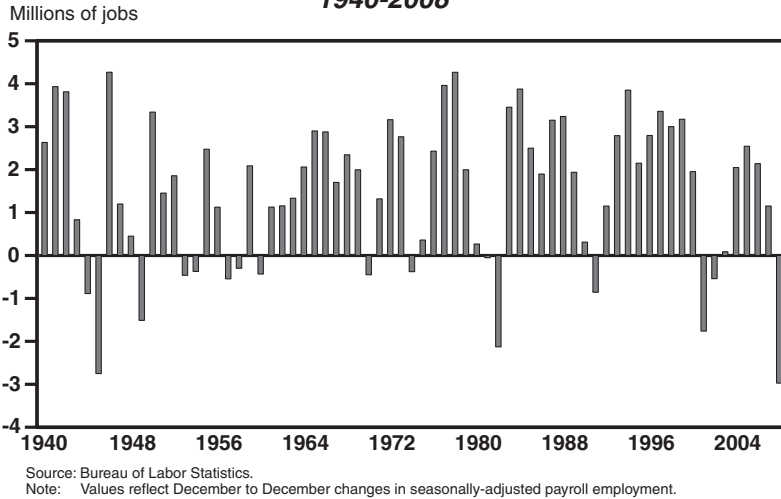 1940-2008
Millions of jobs
5
4
3
2
1
0
-1
-2
-3
-4
1940 1948 1956 1964 1972 1980 1988 1996 2004
Source: Bureau of Labor Statistics.
Note: Values reflect December to December changes in seasonally-adjusted payroll employment.